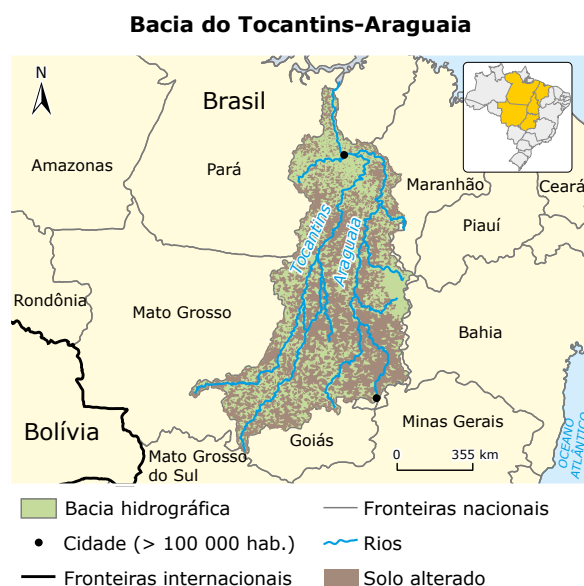 Bacia do Tocantins-Araguaia
N
Brasil
Amazonas
Pará
Maranhão
Ceará
Piauí
Tocantins
Araguaia
Rondônia
Mato Grosso
Bahia
Bolívia
Mato Grosso
do Sul
Goiás
Minas Gerais
OCEANO
ATLÂNTICO
0 355 km
Bacia hidrográfica
Fronteiras nacionais
Cidade (> 100 000 hab.)
Rios
Fronteiras internacionais
Solo alterado